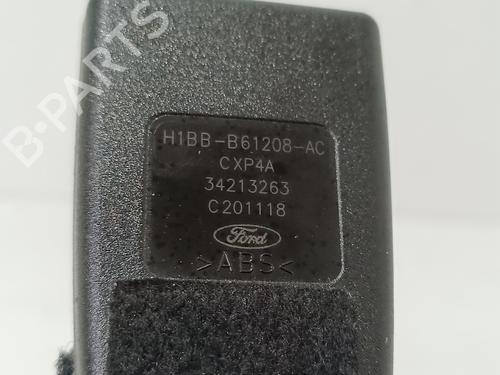 B-PARTS
H1BB-B61208-AC
CXP4A
34213263
C201118
Ford
>ABS<